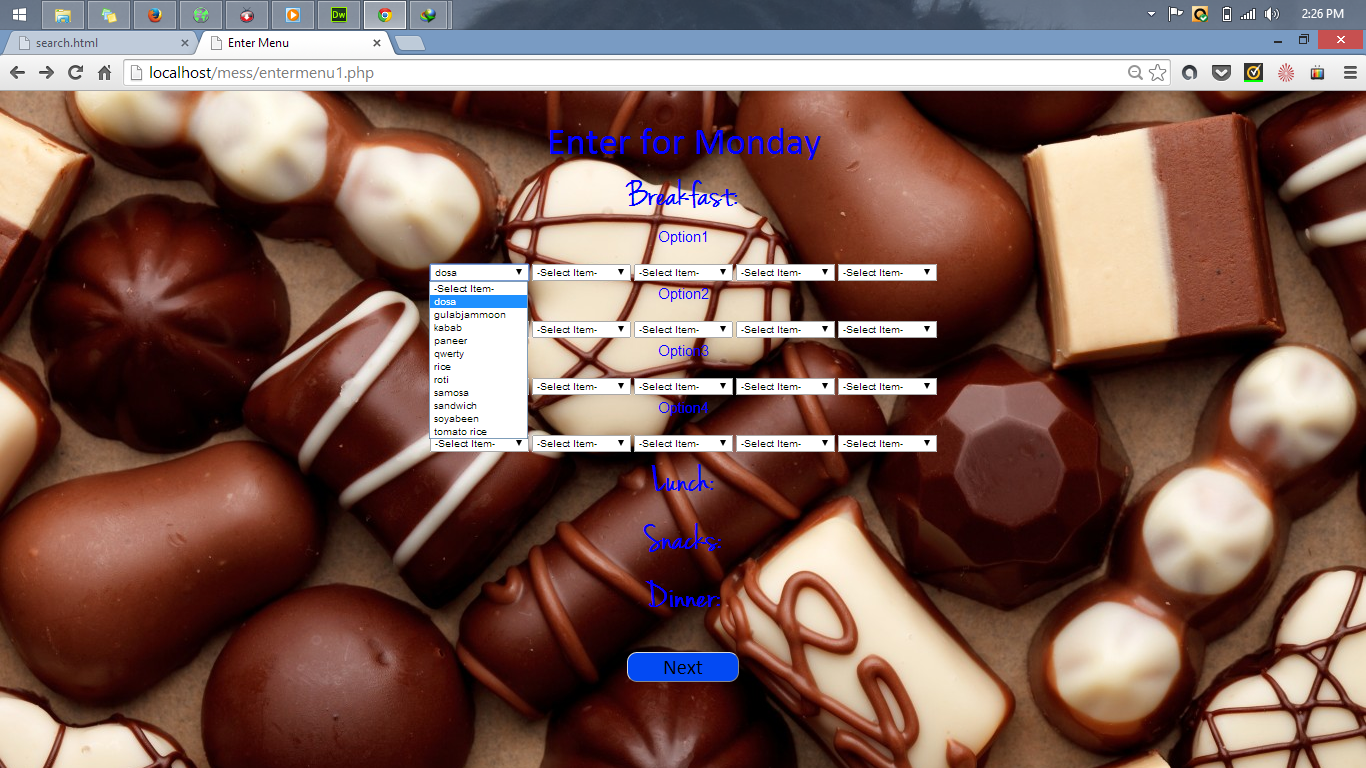 2:26 PM
search.html
Enter Menu
localhost/mess/entermenu1.php
Enter for Monday
Breakfast:
Option1
dosa -Select Item- -Select Item- -Select Item- -Select Item-
-Select Item-
dosa
gulabjammoon
kabab
paneer
qwerty
rice
roti
samosa
sandwich
soyabeen
tomato rice
Option2
-Select Item- -Select Item- -Select Item- -Select Item-
Option3
-Select Item- -Select Item- -Select Item- -Select Item-
Option4
-Select Item- -Select Item- -Select Item- -Select Item- -Select Item-
Lunch:
Snacks:
Dinner:
Next
Dw